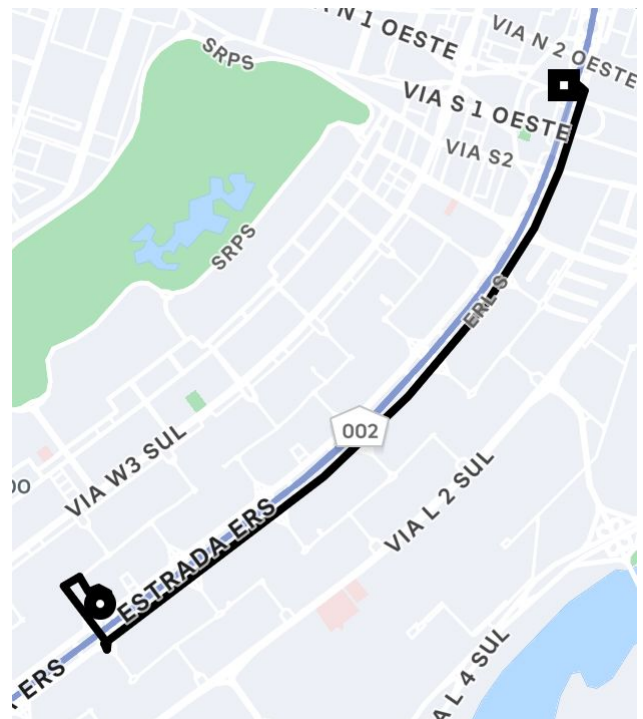 N 1 OESTE
VIA N 2 OESTE
SRPS
VIA S 1 OESTE
VIA S2
SRPS
ERL S
002
VIA W3 SUL
VIA L 2 SUL
ESTRADA ERS
ERS
L 4 SUL